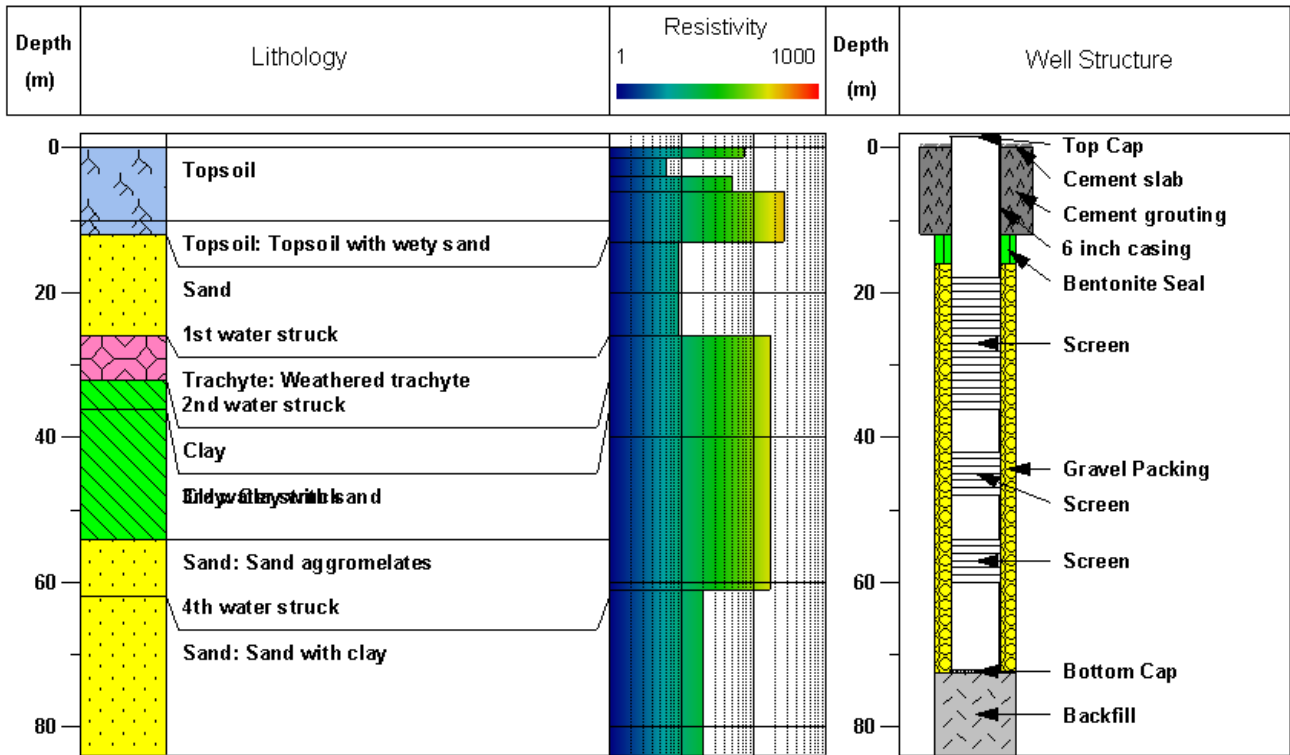 Depth
(m)
Lithology
Resistivity
1 1000
Depth
(m)
Well Structure
0
20
40
60
80
Topsoil
Topsoil: Topsoil with wety sand
Sand
1st water struck
Trachyte: Weathered trachyte
2nd water struck
Clay
sand
Sand: Sand aggromelates
4th water struck
Sand: Sand with clay
0
20
40
60
80
Top Cap
Cement slab
Cement grouting
6 inch casing
Bentonite Seal
Screen
Gravel Packing
Screen
Screen
Bottom Cap
Backfill